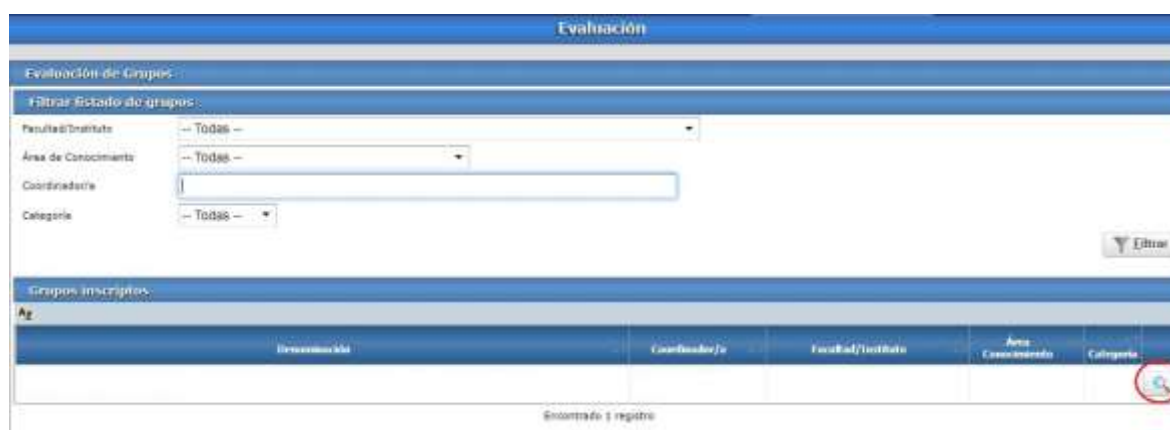 Evaluación
Evaluación de Grupos
Filtrar listado de grupos
Facultad/Instituto -- Todas --
Área de Conocimiento -- Todas --
Coordinador/a
Categoría -- Todas --
Filtrar
Grupos inscriptos
Denominación Coordinador/a Facultad/Instituto Área Conocimiento Categoría
Encontrado 1 registro